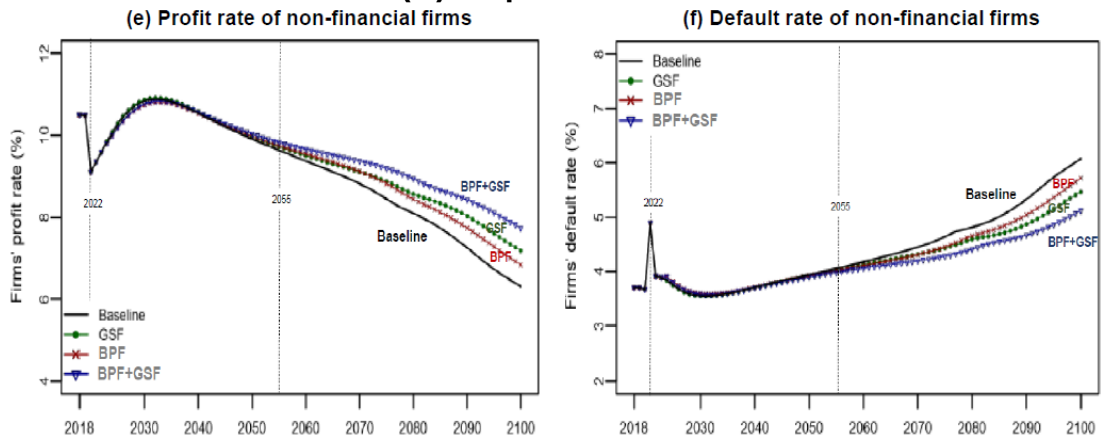 (e) Profit rate of non-financial firms
Firms' profit rate (%)
12
10
8
6
4
2022
2055
BPF+GSF
GSF
Baseline
BPF
Baseline
GSF
BPF
BPF+GSF
2018 2030 2040 2050 2060 2070 2080 2090 2100
(f) Default rate of non-financial firms
Firms' default rate (%)
8
7
6
5
4
3
2
Baseline
GSF
BPF
BPF+GSF
2022
2055
Baseline
BPF
GSF
BPF+GSF
2018 2030 2040 2050 2060 2070 2080 2090 2100